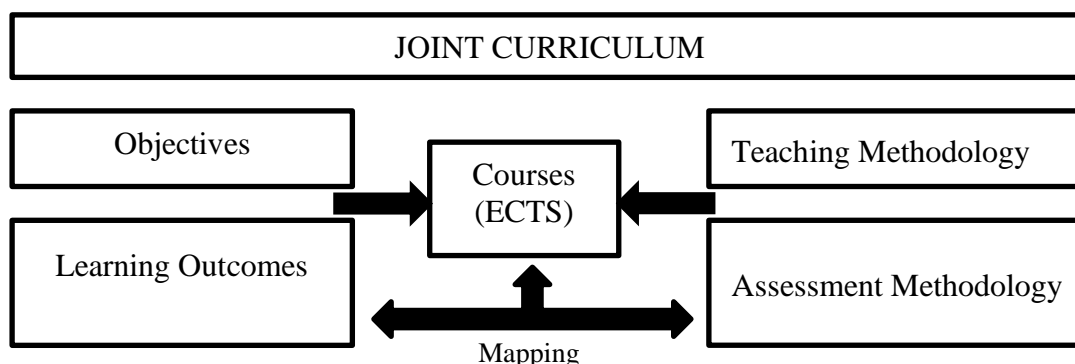 JOINT CURRICULUM
Objectives
Learning Outcomes
Courses
(ECTS)
Teaching Methodology
Assessment Methodology
Mapping